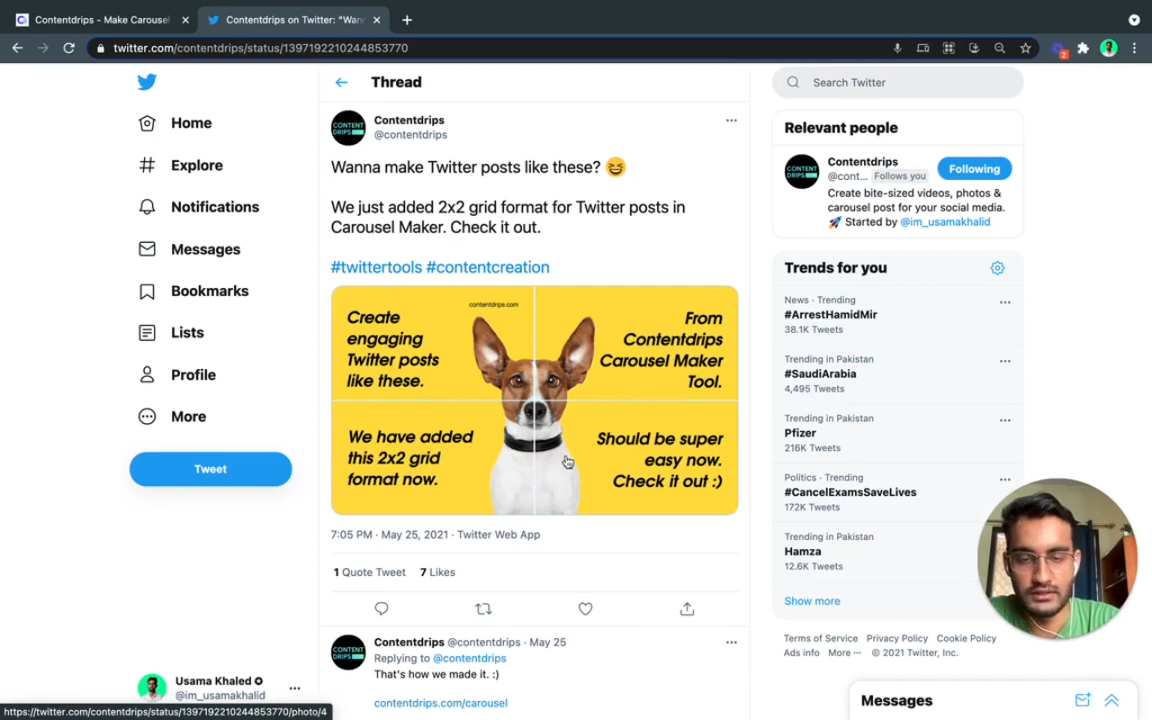 Contentdrips - Make Carousel
Contentdrips on Twitter: "Wann
twitter.com/contentdrips/status/1397192210244853770
2
Thread
Search Twitter
Home
Explore
Notifications
Messages
Bookmarks
Lists
Profile
More
Tweet
Usama Khaled
@im_usamakhalid
CONTENT
DRIPS
Contentdrips
@contentdrips
Wanna make Twitter posts like these? 😆
We just added 2x2 grid format for Twitter posts in
Carousel Maker. Check it out.
#twittertools #contentcreation
contentdrips.com
Create
engaging
Twitter posts
like these.
From
Contentdrips
Carousel Maker
Tool.
We have added
this 2x2 grid
format now.
Should be super
easy now.
Check it out :)
7:05 PM · May 25, 2021 · Twitter Web App
1 Quote Tweet 7 Likes
CONTENT
DRIPS
Contentdrips @contentdrips · May 25
Replying to @contentdrips
That's how we made it. :)
contentdrips.com/carousel
Relevant people
CONTENT
DRIPS
Contentdrips
@cont... Follows you
Following
Create bite-sized videos, photos &
carousel post for your social media.
🚀 Started by @im_usamakhalid
Trends for you
News · Trending
#ArrestHamidMir
38.1K Tweets
Trending in Pakistan
#SaudiArabia
4,495 Tweets
Trending in Pakistan
Pfizer
216K Tweets
Politics · Trending
#CancelExamsSaveLives
172K Tweets
Trending in Pakistan
Hamza
12.6K Tweets
Show more
Terms of Service Privacy Policy Cookie Policy
Ads info More ··· © 2021 Twitter, Inc.
Messages
https://twitter.com/contentdrips/status/1397192210244853770/photo/4